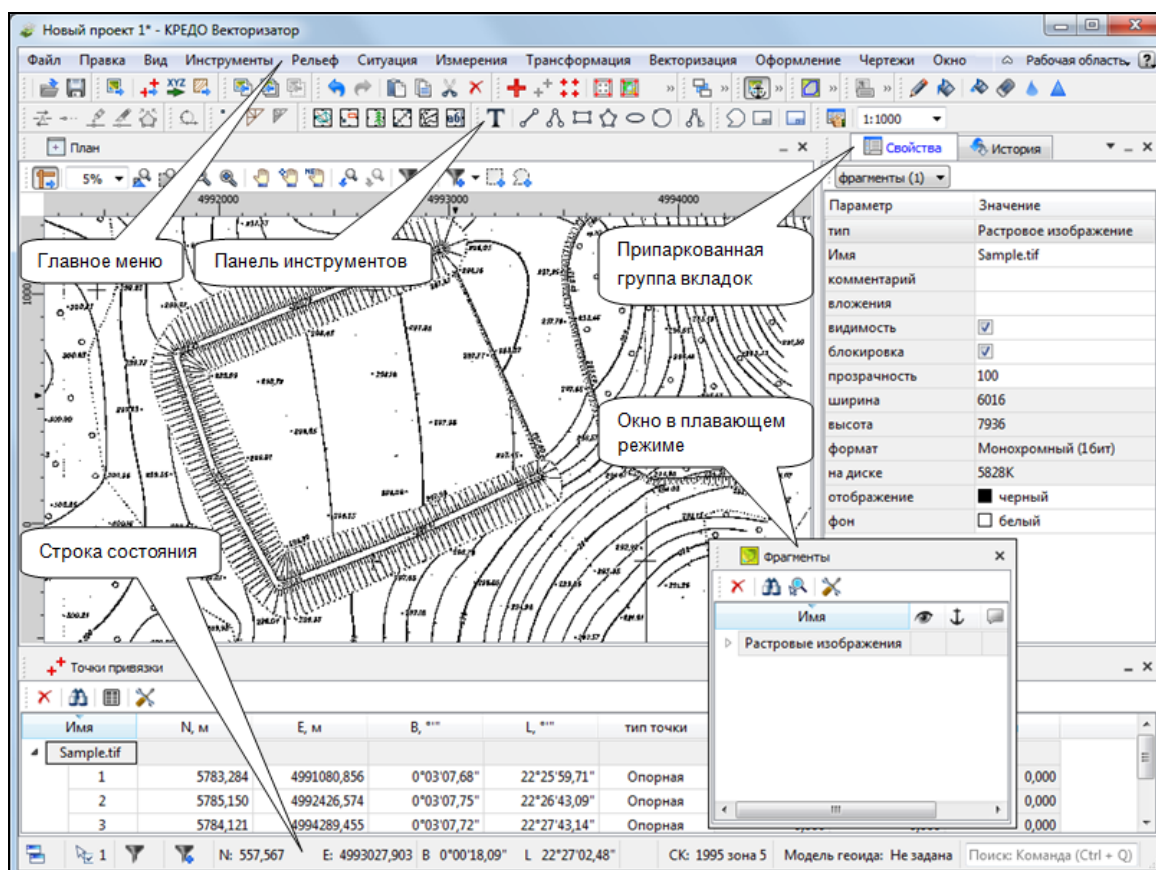 Новый проект 1* - КРЕДО Векторизатор
Файл Правка Вид Инструменты Рельеф Ситуация Измерения Трансформация Векторизация Оформление Чертежи Окно Рабочая область
XYZ
1:1000
План
Свойства
История
5%
фрагменты (1)
4992000 4993000 4994000
Параметр Значение
тип Растровое изображение
Имя Sample.tif
комментарий
вложения
видимость
блокировка
прозрачность 100
ширина 6016
высота 7936
формат Монохромный (1бит)
на диске 5828K
отображение черный
фон белый
Главное меню
Панель инструментов
Припаркованная
группа вкладок
1000
0
Окно в плавающем
режиме
Строка состояния
Фрагменты
Имя
Растровые изображения
Точки привязки
Имя N, м E, м B, °'" L, °'" тип точки
Sample.tif
1 5783,284 4991080,856 0°03'07,68" 22°25'59,71" Опорная 0,000
2 5785,150 4992426,574 0°03'07,75" 22°26'43,09" Опорная 0,000
3 5784,121 4994289,455 0°03'07,72" 22°27'43,14" Опорная 0,000
1 N: 557,567 E: 4993027,903 B 0°00'18,09" L 22°27'02,48" СК: 1995 зона 5 Модель геоида: Не задана Поиск: Команда (Ctrl + Q)